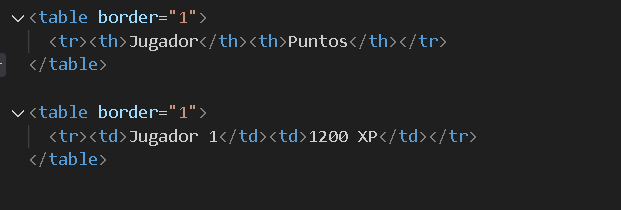 <table border="1">
<tr><th>Jugador</th><th>Puntos</th></tr>
</table>
<table border="1">
<tr><td>Jugador 1</td><td>1200 XP</td></tr>
</table>